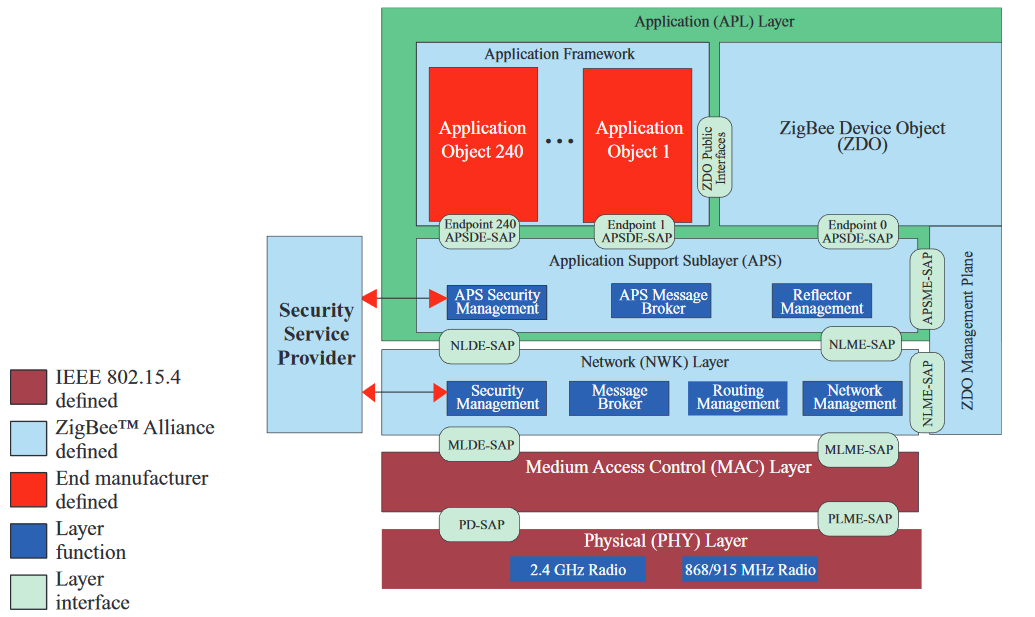 Application (APL) Layer
Application Framework
Application
Object 240
...
Application
Object 1
ZDO Public
Interfaces
ZigBee Device Object
(ZDO)
Endpoint 240
APSDE-SAP
Endpoint 1
APSDE-SAP
Endpoint 0
APSDE-SAP
Application Support Sublayer (APS)
APS Security
Management
APS Message
Broker
Reflector
Management
APSME-SAP
ZDO Management Plane
Security
Service
Provider
NLDE-SAP
NLME-SAP
Network (NWK) Layer
Security
Management
Message
Broker
Routing
Management
Network
Management
NLME-SAP
MLDE-SAP
MLME-SAP
Medium Access Control (MAC) Layer
PD-SAP
PLME-SAP
Physical (PHY) Layer
2.4 GHz Radio
868/915 MHz Radio
IEEE 802.15.4
defined
ZigBee™ Alliance
defined
End manufacturer
defined
Layer
function
Layer
interface